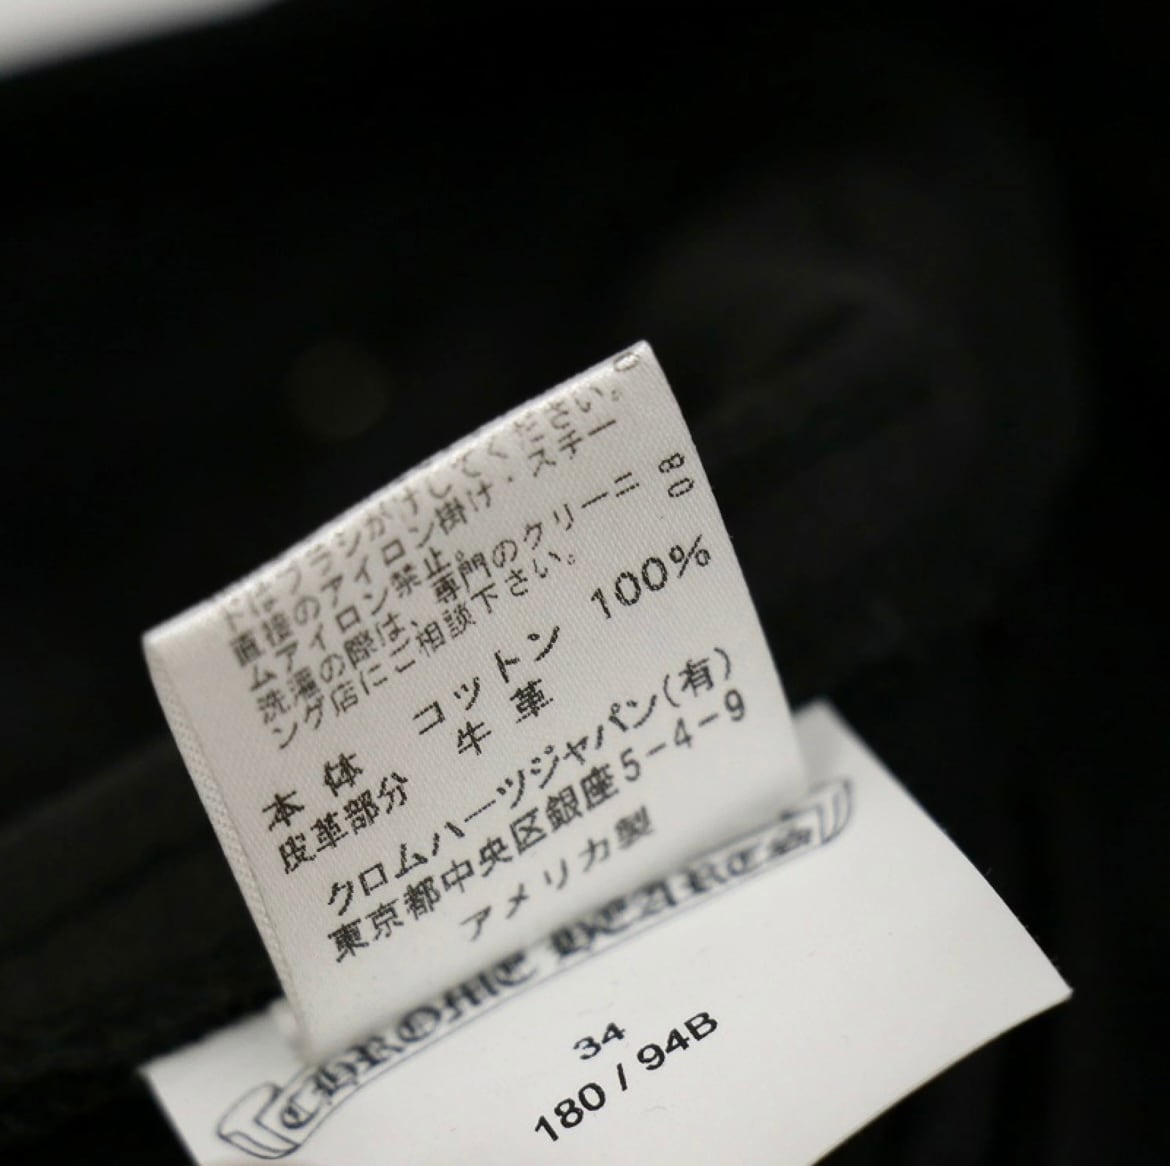 0
ドはブラシがけしてください。
直接のアイロン掛け・スチー
ムアイロン禁止。
洗濯の際は、専門のクリーニ
ング店にご相談下さい。
08
本体 コットン 100%
皮革部分 牛革
クロムハーツジャパン(有)
東京都中央区銀座5-4-9
アメリカ製
CHROME HEARTS
34
180 / 94B